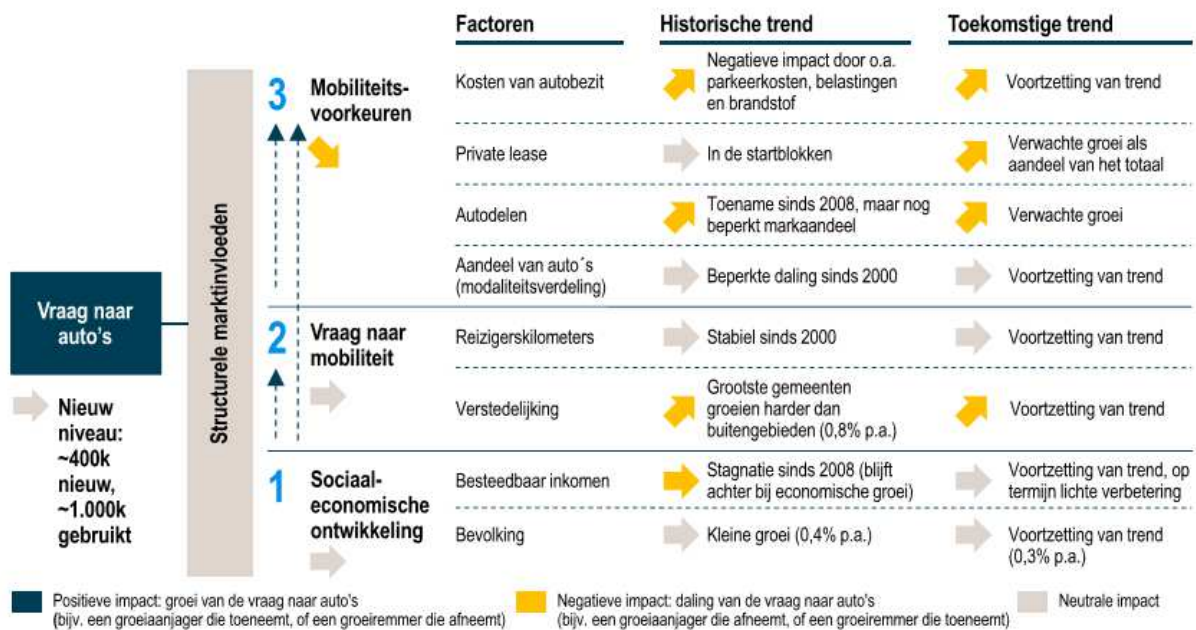 Factoren
Historische trend
Toekomstige trend
3
Mobiliteits-
voorkeuren
Kosten van autobezit
Negatieve impact door o.a.
parkeerkosten, belastingen
en brandstof
Voortzetting van trend
Private lease
In de startblokken
Verwachte groei als
aandeel van het totaal
Autodelen
Toename sinds 2008, maar nog
beperkt markaandeel
Verwachte groei
Aandeel van auto´s
(modaliteitsverdeling)
Beperkte daling sinds 2000
Voortzetting van trend
Vraag naar
auto's
Structurele marktinvloeden
Nieuw
niveau:
~400k
nieuw,
~1.000k
gebruikt
2
Vraag naar
mobiliteit
Reizigerskilometers
Stabiel sinds 2000
Voortzetting van trend
Verstedelijking
Grootste gemeenten
groeien harder dan
buitengebieden (0,8% p.a.)
Voortzetting van trend
1
Sociaal-
economische
ontwikkeling
Besteedbaar inkomen
Stagnatie sinds 2008 (blijft
achter bij economische groei)
Voortzetting van trend, op
termijn lichte verbetering
Bevolking
Kleine groei (0,4% p.a.)
Voortzetting van trend
(0,3% p.a.)
Positieve impact: groei van de vraag naar auto's
(bijv. een groeiaanjager die toeneemt, of een groeiremmer die afneemt)
Negatieve impact: daling van de vraag naar auto's
(bijv. een groeiaanjager die afneemt, of een groeiremmer die toeneemt)
Neutrale impact